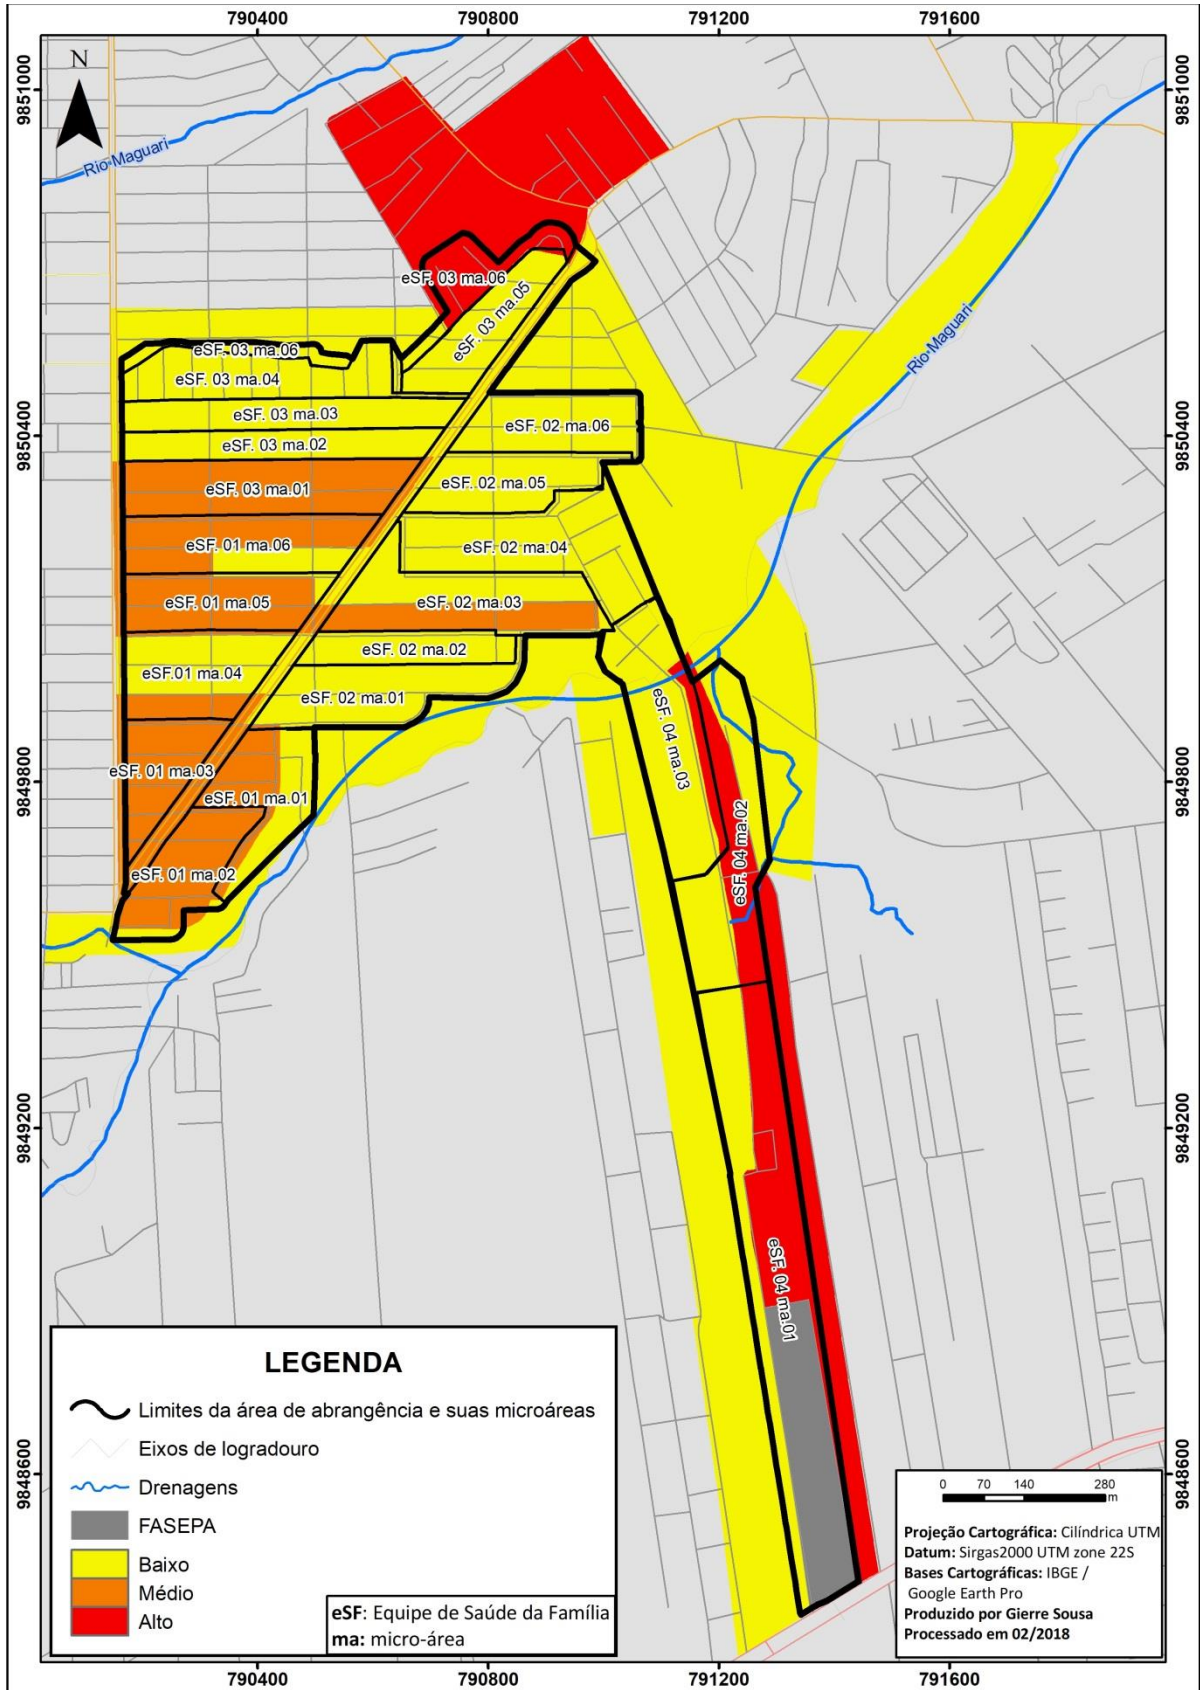 790400 790800 791200 791600
9851000
9851000
N
Rio Maguari
eSF. 03 ma.06
eSF. 03 ma.05
Rio Maguari
eSF. 03 ma.06
eSF. 03 ma.04
eSF. 03 ma.03
eSF. 02 ma.06
9850400
9850400
eSF. 03 ma.02
eSF. 02 ma.05
eSF. 03 ma.01
eSF. 01 ma.06
eSF. 02 ma.04
eSF. 01 ma.05
eSF. 02 ma.03
eSF. 02 ma.02
eSF.01 ma.04
eSF. 02 ma.01
eSF. 04 ma.03
eSF. 01 ma.03
9849800
9849800
eSF. 01 ma.01
eSF. 04 ma.02
eSF. 01 ma.02
9849200
9849200
eSF. 04 ma.01
LEGENDA
Limites da área de abrangência e suas microáreas
Eixos de logradouro
Drenagens
FASEPA
Baixo
Médio
Alto
eSF: Equipe de Saúde da Família
ma: micro-área
9848600
9848600
0 70 140 280
m
Projeção Cartográfica: Cilíndrica UTM
Datum: Sirgas2000 UTM zone 22S
Bases Cartográficas: IBGE /
Google Earth Pro
Produzido por Gierre Sousa
Processado em 02/2018
790400 790800 791200 791600